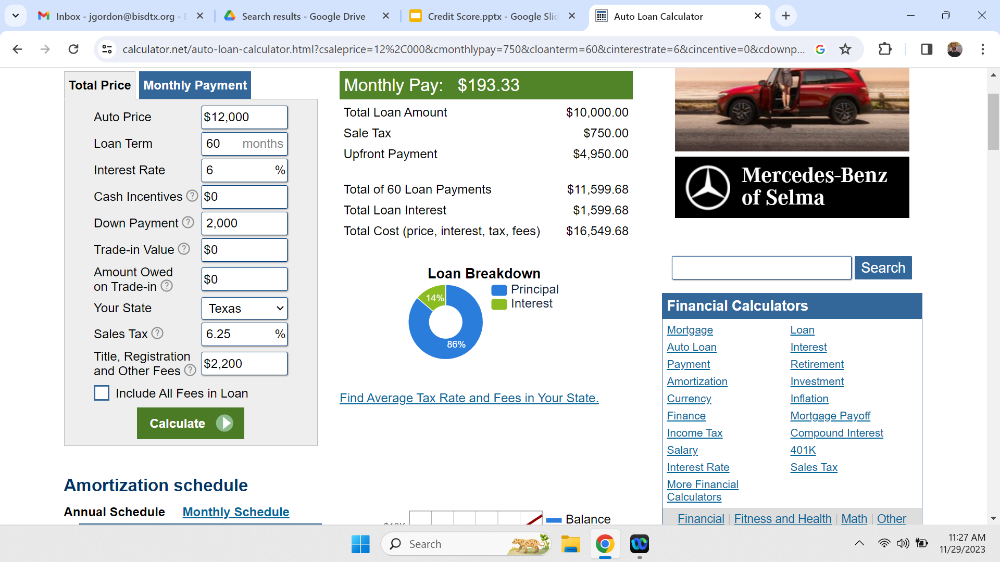 Inbox - jgordon@bisdtx.org -
Search results - Google Drive
Credit Score.pptx - Google Slid
Auto Loan Calculator
calculator.net/auto-loan-calculator.html?csaleprice=12%2C000&cmonthlypay=750&cloanterm=60&cinterestrate=6&cincentive=0&cdownp...
Total Price
Monthly Payment
Auto Price $12,000
Loan Term 60 months
Interest Rate 6 %
Cash Incentives ? $0
Down Payment ? 2,000
Trade-in Value ? $0
Amount Owed
on Trade-in ? $0
Your State Texas
Sales Tax ? 6.25 %
Title, Registration
and Other Fees ? $2,200
Include All Fees in Loan
Calculate
Monthly Pay: $193.33
Total Loan Amount $10,000.00
Sale Tax $750.00
Upfront Payment $4,950.00
Total of 60 Loan Payments $11,599.68
Total Loan Interest $1,599.68
Total Cost (price, interest, tax, fees) $16,549.68
Loan Breakdown
14%
86%
Principal
Interest
Find Average Tax Rate and Fees in Your State.
Mercedes-Benz
of Selma
Search
Financial Calculators
Mortgage Loan
Auto Loan Interest
Payment Retirement
Amortization Investment
Currency Inflation
Finance Mortgage Payoff
Income Tax Compound Interest
Salary 401K
Interest Rate Sales Tax
More Financial
Calculators
Financial | Fitness and Health | Math | Other
Amortization schedule
Annual Schedule Monthly Schedule
Balance
Search
11:27 AM
11/29/2023